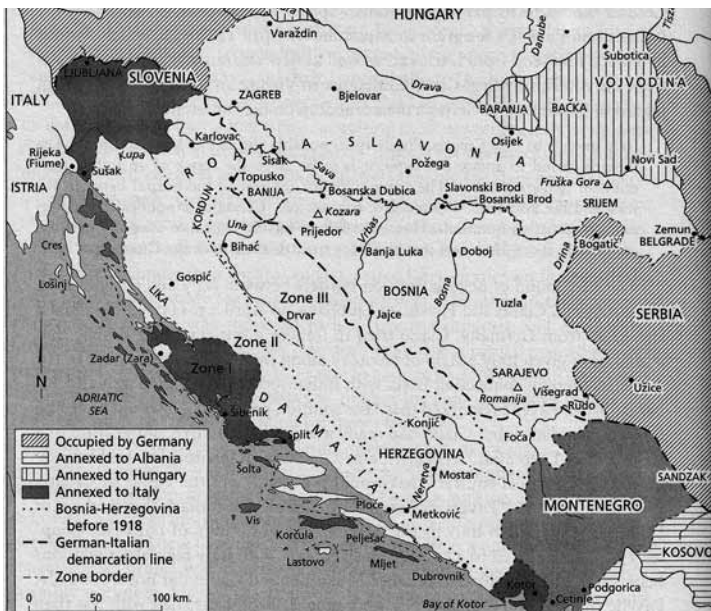 HUNGARY
Varaždin
Danube
Tisza
Subotica
VOJVODINA
LJUBLJANA
SLOVENIA
ITALY
ZAGREB
Bjelovar
Drava
BARANJA
BAČKA
Karlovac
Osijek
CROATIA-SLAVONIA
Rijeka
(Fiume)
Sušak
Kupa
Sisak
Sava
Požega
Novi Sad
Topusko
BANIJA
Fruška Gora
ISTRIA
KORDUN
Bosanska Dubica
Slavonski Brod
Bosanski Brod
SRIJEM
Kozara
Una
Prijedor
Vrbas
Zemun
BELGRADE
Bogatić
Drina
Cres
Bihać
Banja Luka
Doboj
Lošinj
LIKA
Gospić
Zone III
BOSNIA
Bosna
Tuzla
Drvar
Jajce
SERBIA
Zone II
Zadar (Zara)
Zone I
N
ADRIATIC
SEA
SARAJEVO
Romanija
Višegrad
Užice
Rudo
DALMATIA
Šibenik
Konjić
Foča
Split
HERZEGOVINA
Šolta
Neretva
Mostar
SANDZAK
MONTENEGRO
Ploče
Metković
Vis
Korčula
Pelješac
Lastovo
Mljet
Dubrovnik
KOSOVO
Kotor
Podgorica
Cetinje
Bay of Kotor
Occupied by Germany
Annexed to Albania
Annexed to Hungary
Annexed to Italy
Bosnia-Herzegovina
before 1918
German-Italian
demarcation line
Zone border
0 50 100 km.